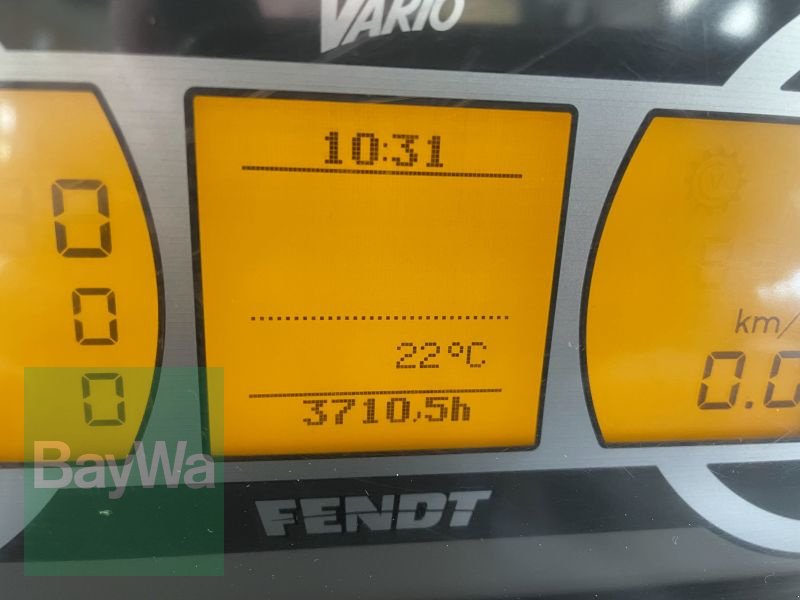 VARIO
10:31
0
0
22°C
km/
0.0
0
3710,5h
BayWa
FENDT